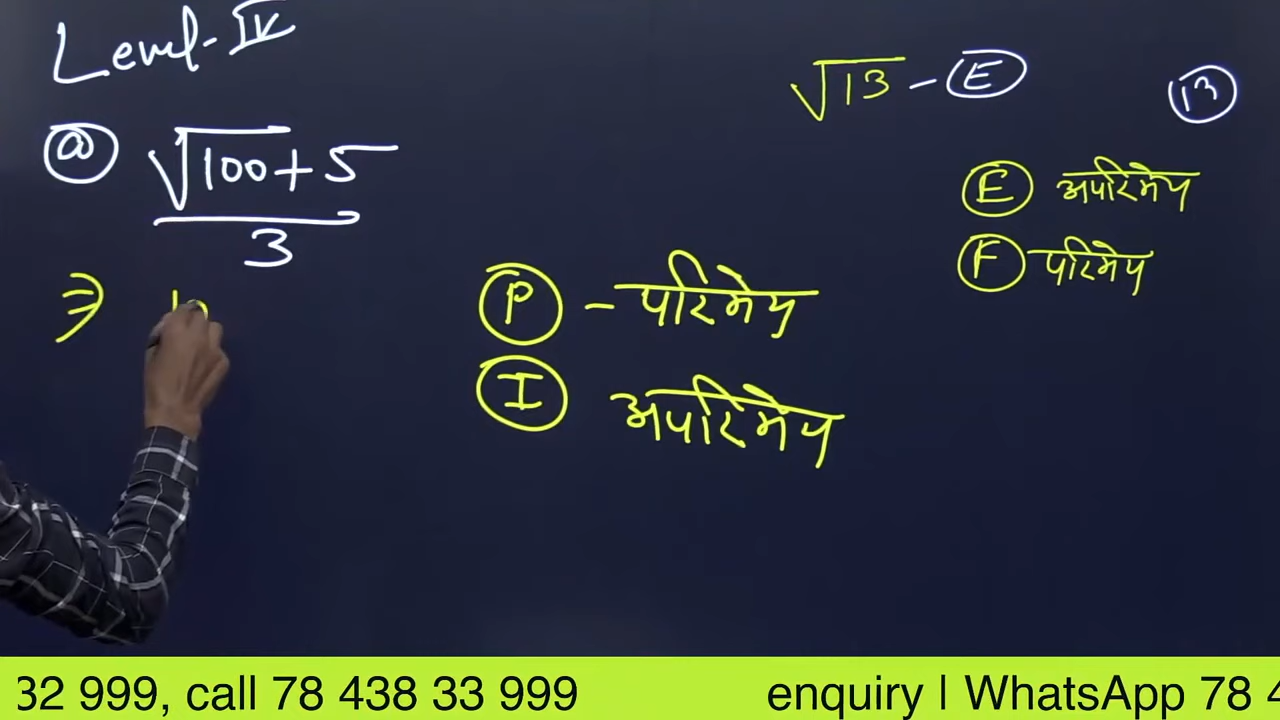 Level-IV
√13 - E
13
a √100 + 5
3
E अपरिमेय
F परिमेय
⇒ 10
P - परिमेय
I अपरिमेय
32 999, call 78 438 33 999 enquiry | WhatsApp 78 4